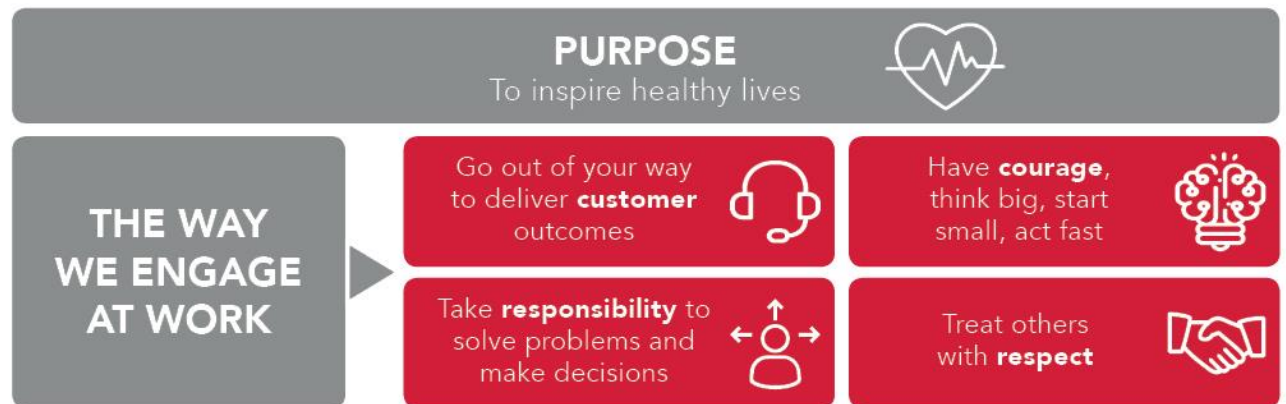 PURPOSE
To inspire healthy lives
THE WAY
WE ENGAGE
AT WORK
Go out of your way
to deliver customer
outcomes
Have courage,
think big, start
small, act fast
Take responsibility to
solve problems and
make decisions
Treat others
with respect